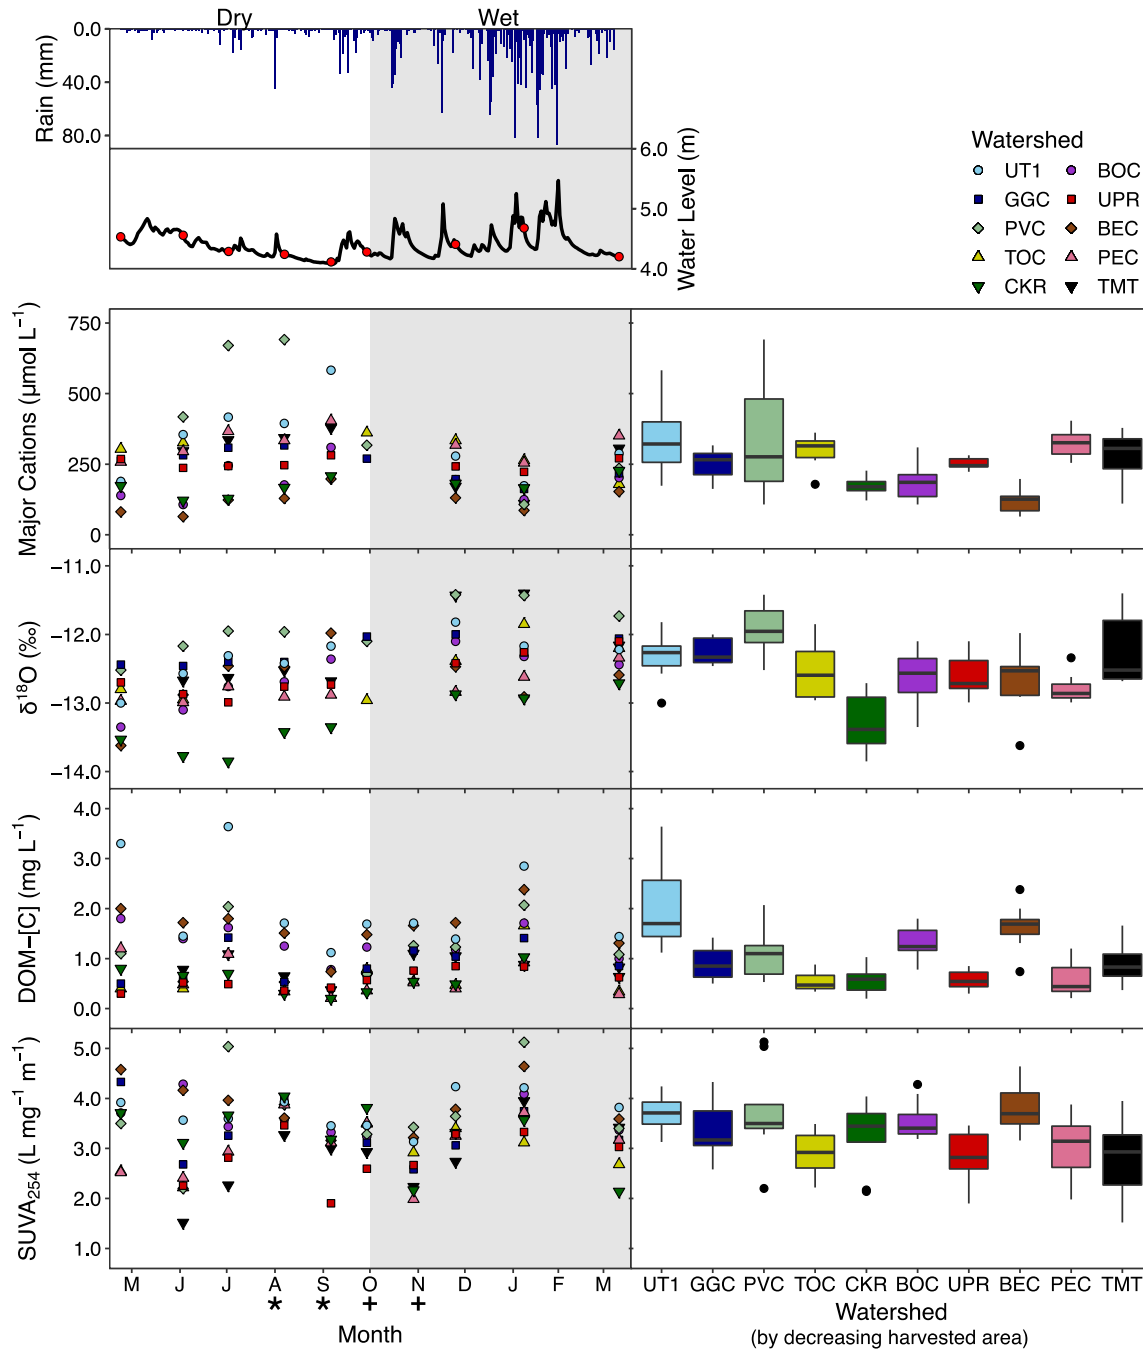 Dry Wet
Rain (mm)
0.0
40.0
80.0
Water Level (m)
6.0
5.0
4.0
Watershed
UT1 BOC
GGC UPR
PVC BEC
TOC PEC
CKR TMT
Major Cations (µmol L⁻¹)
750
500
250
0
δ¹⁸O (‰)
−11.0
−12.0
−13.0
−14.0
DOM−[C] (mg L⁻¹)
4.0
3.0
2.0
1.0
0.0
SUVA₂₅₄ (L mg⁻¹ m⁻¹)
5.0
4.0
3.0
2.0
1.0
M J J A S O N D J F M
* * + +
Month
UT1 GGC PVC TOC CKR BOC UPR BEC PEC TMT
Watershed
(by decreasing harvested area)